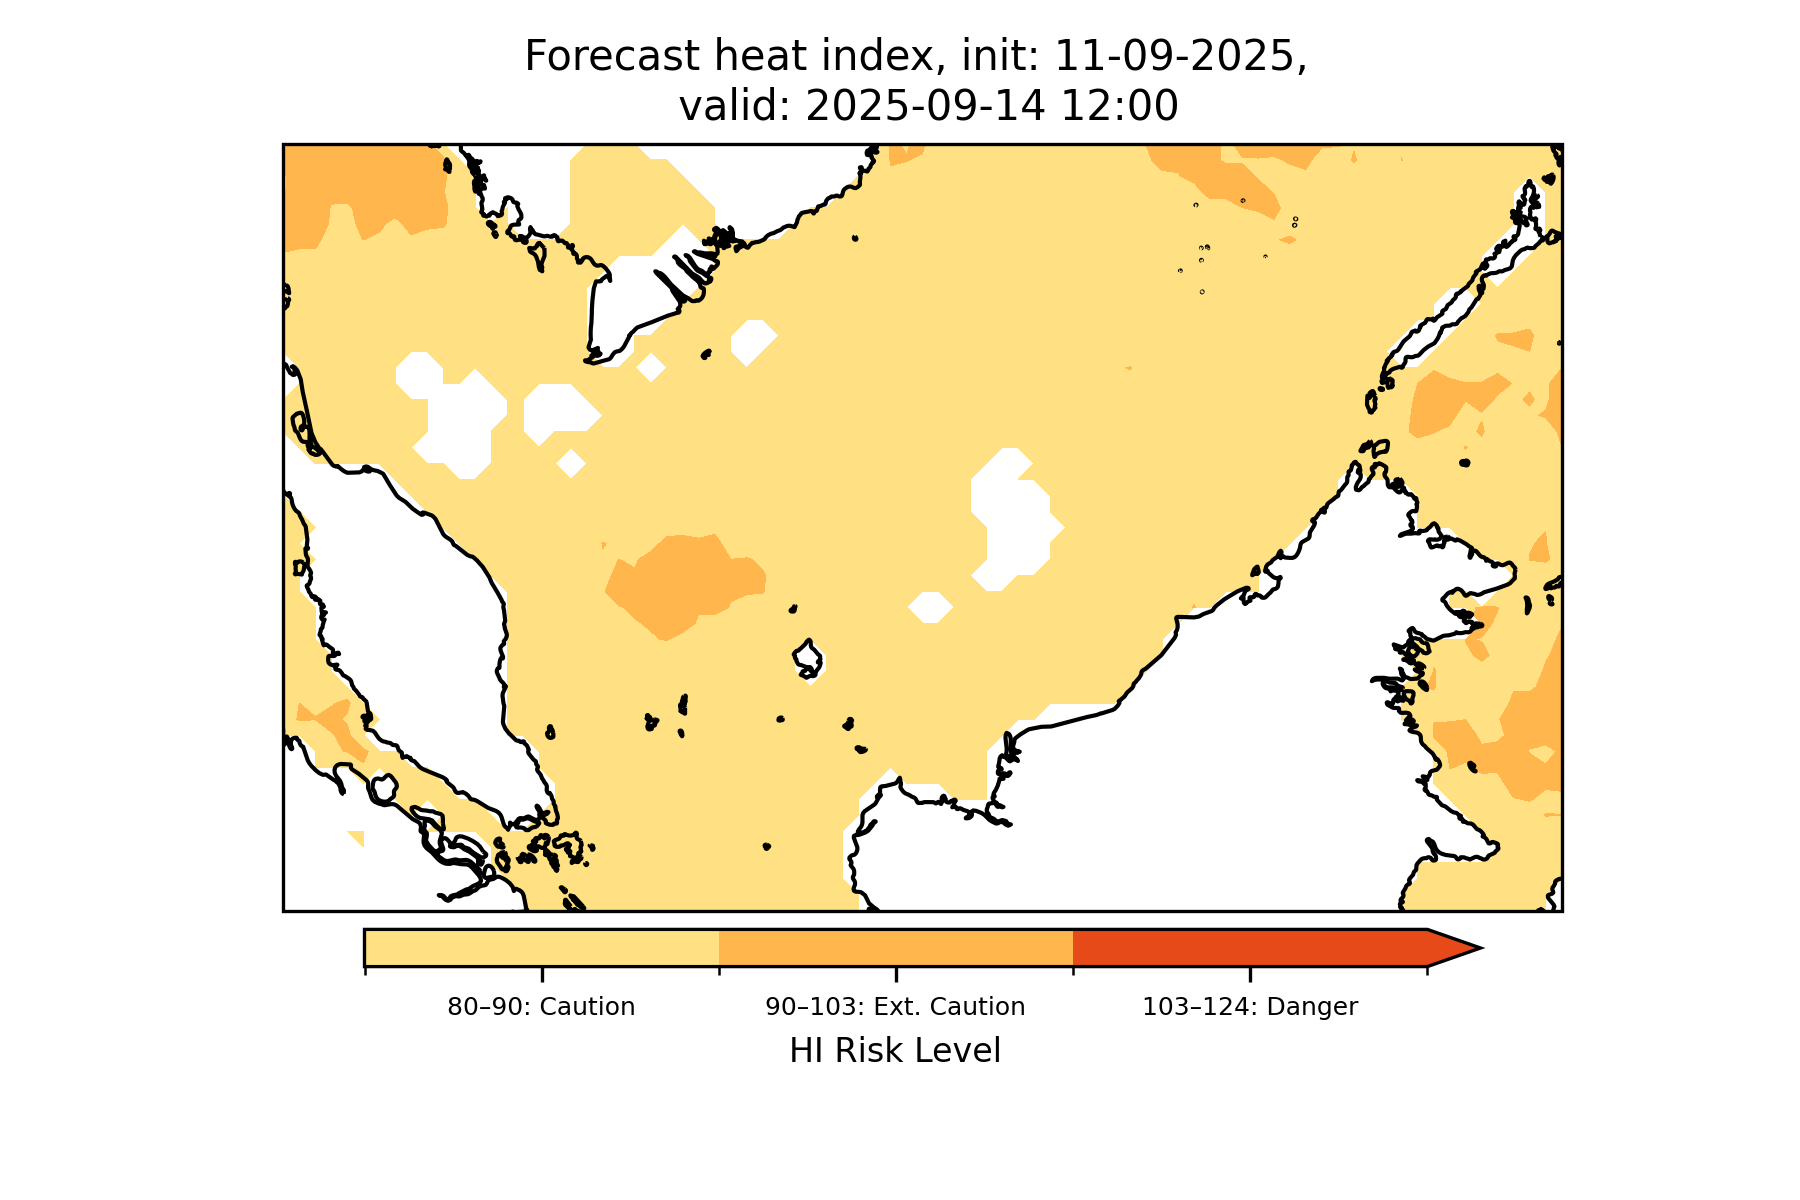 Forecast heat index, init: 11-09-2025,
valid: 2025-09-14 12:00
80–90: Caution
90–103: Ext. Caution
103–124: Danger
HI Risk Level